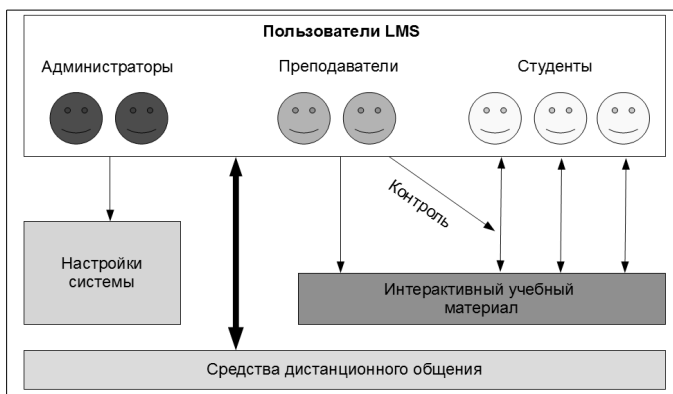 Пользователи LMS
Администраторы
Преподаватели
Студенты
Контроль
Настройки
системы
Интерактивный учебный
материал
Средства дистанционного общения